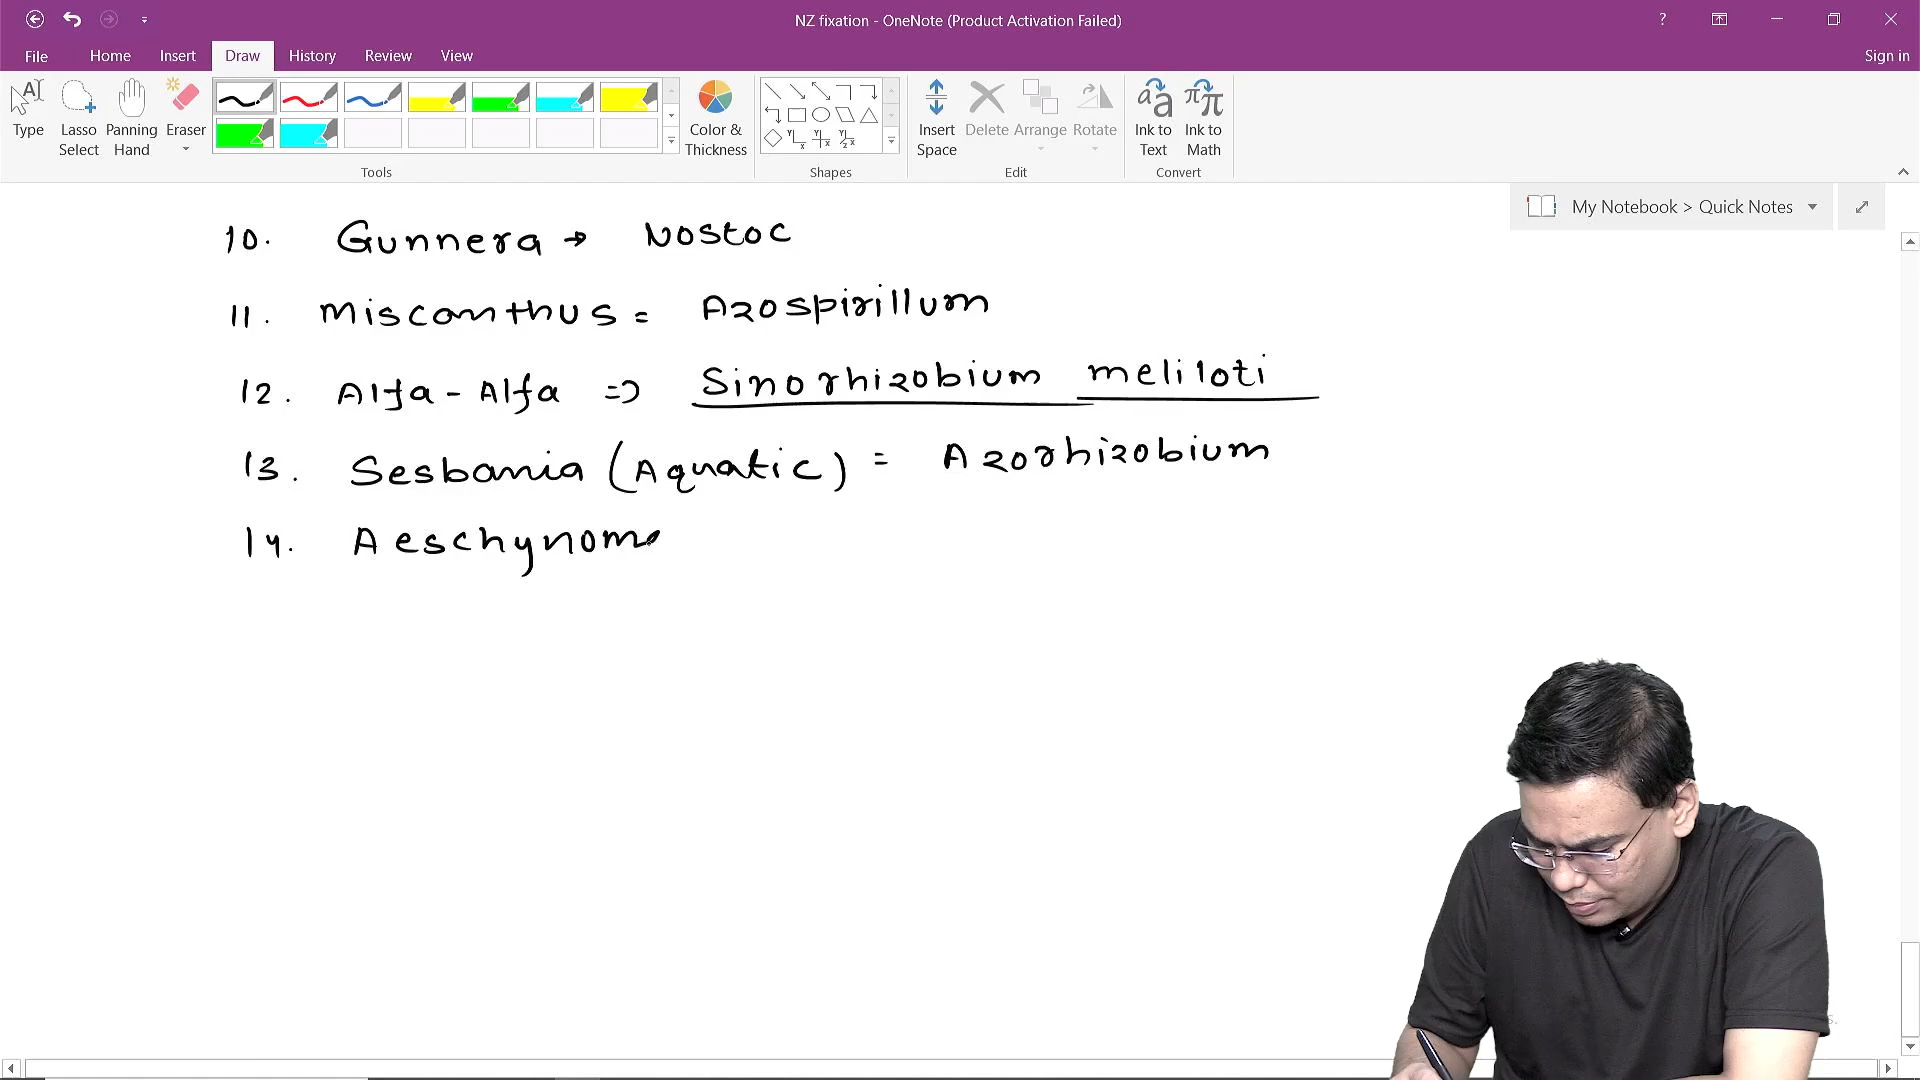 NZ fixation - OneNote (Product Activation Failed)
?
File Home Insert Draw History Review View Sign in
Type
Lasso Select
Panning Hand
Eraser
Color & Thickness
Insert Space
Delete
Arrange
Rotate
Ink to Text
Ink to Math
Tools Shapes Edit Convert
My Notebook > Quick Notes
10. Gunnera → Nostoc
11. Miscanthus = Azospirillum
12. Alfa-Alfa => Sinorhizobium meliloti
13. Sesbania (Aquatic) = Azorhizobium
14. Aeschynome